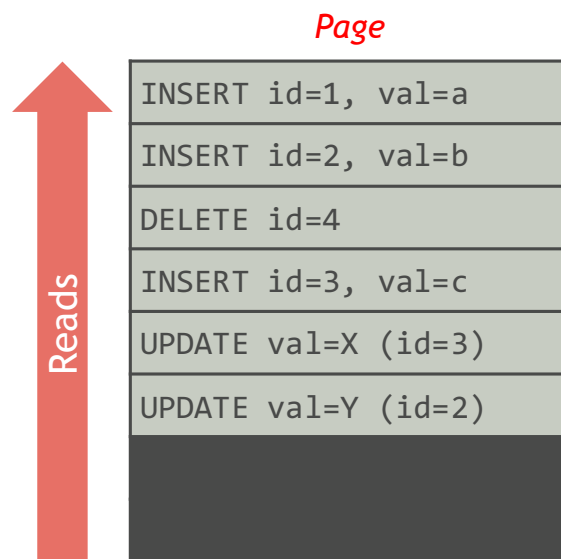 Page
INSERT id=1, val=a
INSERT id=2, val=b
DELETE id=4
INSERT id=3, val=c
UPDATE val=X (id=3)
UPDATE val=Y (id=2)
Reads